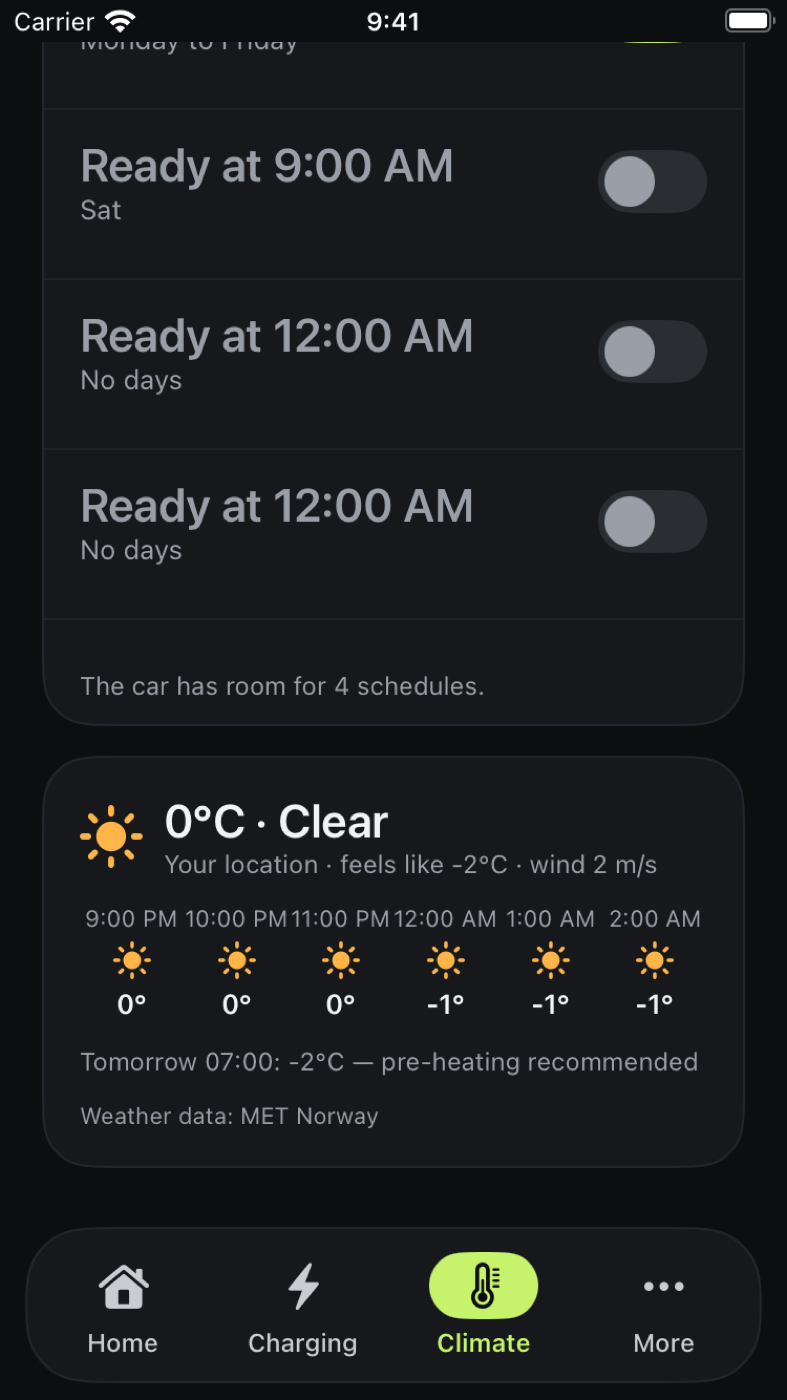 Carrier 9:41
Monday to Friday
Ready at 9:00 AM
Sat
Ready at 12:00 AM
No days
Ready at 12:00 AM
No days
The car has room for 4 schedules.
0°C · Clear
Your location · feels like -2°C · wind 2 m/s
9:00 PM 10:00 PM 11:00 PM 12:00 AM 1:00 AM 2:00 AM
0° 0° 0° -1° -1° -1°
Tomorrow 07:00: -2°C — pre-heating recommended
Weather data: MET Norway
Home Charging Climate More